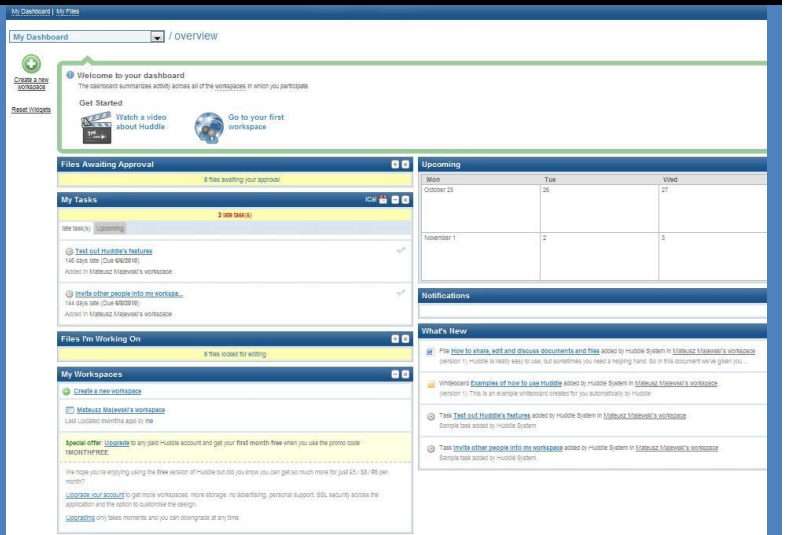 My Dashboard | My Files
My Dashboard / overview
Create a new
workspace
Reset Widgets
Welcome to your dashboard
The dashboard summarizes activity across all of the workspaces in which you participate
Get Started
Watch a video
about Huddle
Go to your first
workspace
Files Awaiting Approval
0 files awaiting your approval
My Tasks iCal
2 late task(s)
late task(s) Upcoming
Test out Huddle's features
146 days late (Due 6/6/2010)
Added in Mateusz Majewski's workspace
Invite other people into my workspa...
144 days late (Due 6/8/2010)
Added in Mateusz Majewski's workspace
Files I'm Working On
0 files locked for editing
My Workspaces
Create a new workspace
Mateusz Majewski's workspace
Last Updated months ago by me
Special offer: Upgrade to any paid Huddle account and get your first month free when you use the promo code
1MONTHFREE.
We hope you're enjoying using the free version of Huddle but did you know you can get so much more for just £5 / $8 / €6 per
month?
Upgrade your account to get more workspaces, more storage, no advertising, personal support, SSL security across the
application and the option to customise the design.
Upgrading only takes moments and you can downgrade at any time.
Upcoming
Mon Tue Wed
October 25 26 27
November 1 2 3
Notifications
What's New
File How to share, edit and discuss documents and files added by Huddle System in Mateusz Majewski's workspace
(version 1) Huddle is really easy to use, but sometimes you need a helping hand. So in this document we've given you ...
Whiteboard Examples of how to use Huddle added by Huddle System in Mateusz Majewski's workspace
(version 1) This is an example whiteboard created for you automatically by Huddle
Task Test out Huddle's features added by Huddle System in Mateusz Majewski's workspace
Sample task added by Huddle System.
Task Invite other people into my workspace added by Huddle System in Mateusz Majewski's workspace
Sample task added by Huddle System.